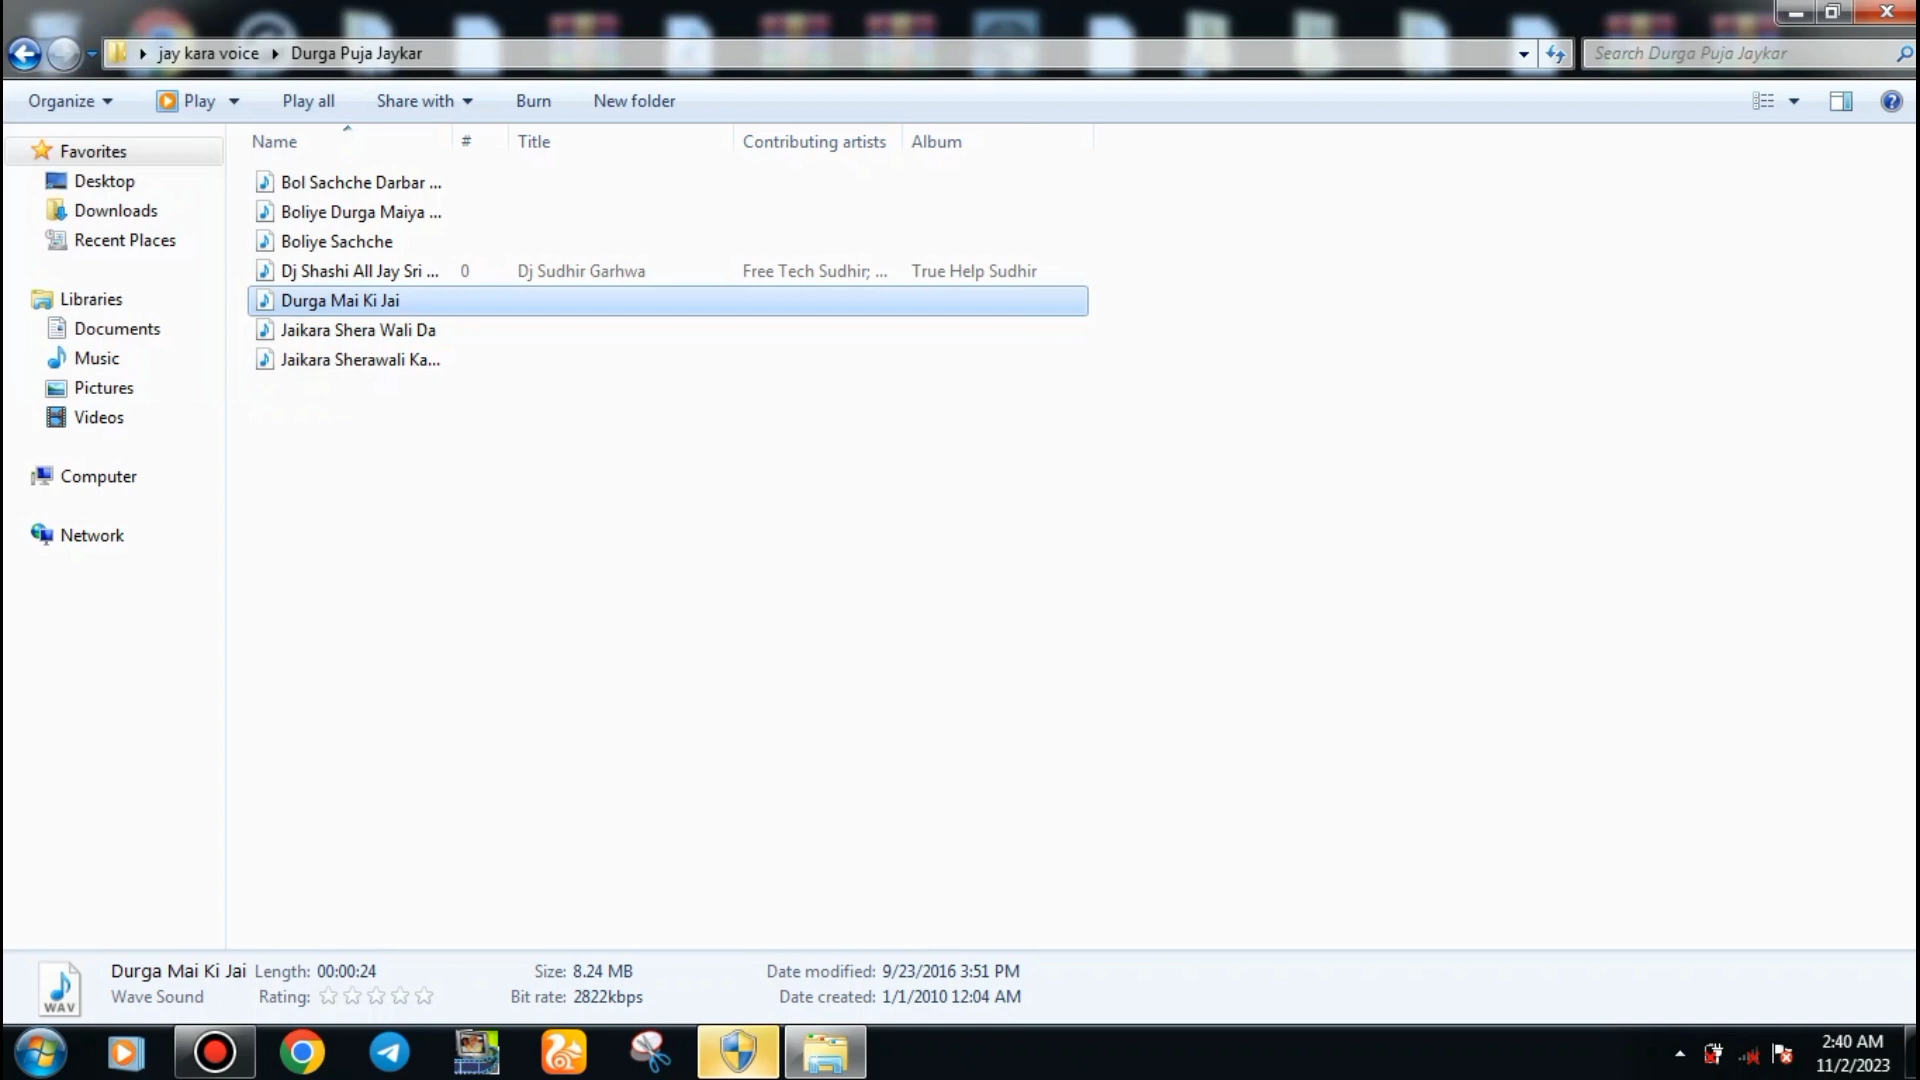 jay kara voice Durga Puja Jaykar Search Durga Puja Jaykar
Organize Play Play all Share with Burn New folder
Name # Title Contributing artists Album
Favorites
Desktop
Downloads
Recent Places
Libraries
Documents
Music
Pictures
Videos
Computer
Network
Bol Sachche Darbar ...
Boliye Durga Maiya ...
Boliye Sachche
Dj Shashi All Jay Sri ... 0 Dj Sudhir Garhwa Free Tech Sudhir; ... True Help Sudhir
Durga Mai Ki Jai
Jaikara Shera Wali Da
Jaikara Sherawali Ka...
WAV
Durga Mai Ki Jai Length: 00:00:24 Size: 8.24 MB Date modified: 9/23/2016 3:51 PM
Wave Sound Rating: Bit rate: 2822kbps Date created: 1/1/2010 12:04 AM
2:40 AM
11/2/2023